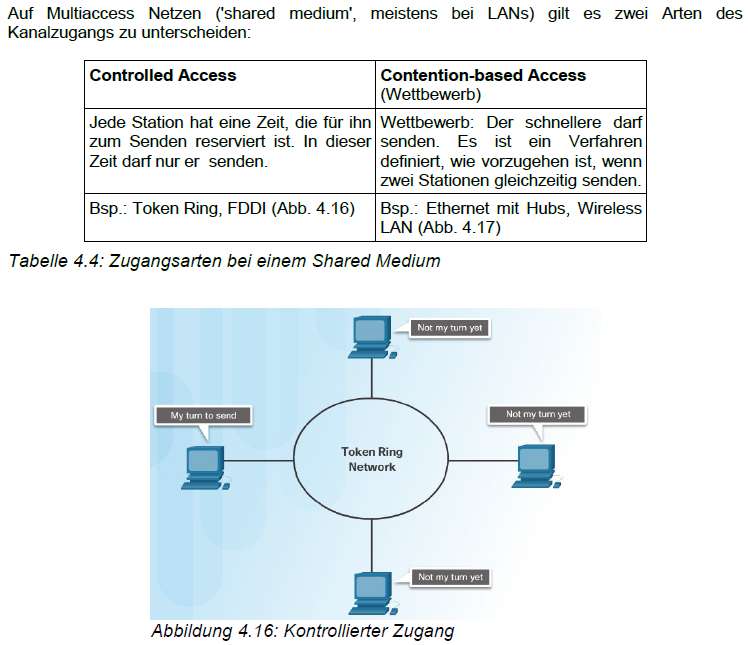 Auf Multiaccess Netzen ('shared medium', meistens bei LANs) gilt es zwei Arten des
Kanalzugangs zu unterscheiden:
Controlled Access
Contention-based Access
(Wettbewerb)
Jede Station hat eine Zeit, die für ihn
zum Senden reserviert ist. In dieser
Zeit darf nur er senden.
Wettbewerb: Der schnellere darf
senden. Es ist ein Verfahren
definiert, wie vorzugehen ist, wenn
zwei Stationen gleichzeitig senden.
Bsp.: Token Ring, FDDI (Abb. 4.16)
Bsp.: Ethernet mit Hubs, Wireless
LAN (Abb. 4.17)
Tabelle 4.4: Zugangsarten bei einem Shared Medium
Not my turn yet
My turn to send
Not my turn yet
Token Ring
Network
Not my turn yet
Abbildung 4.16: Kontrollierter Zugang